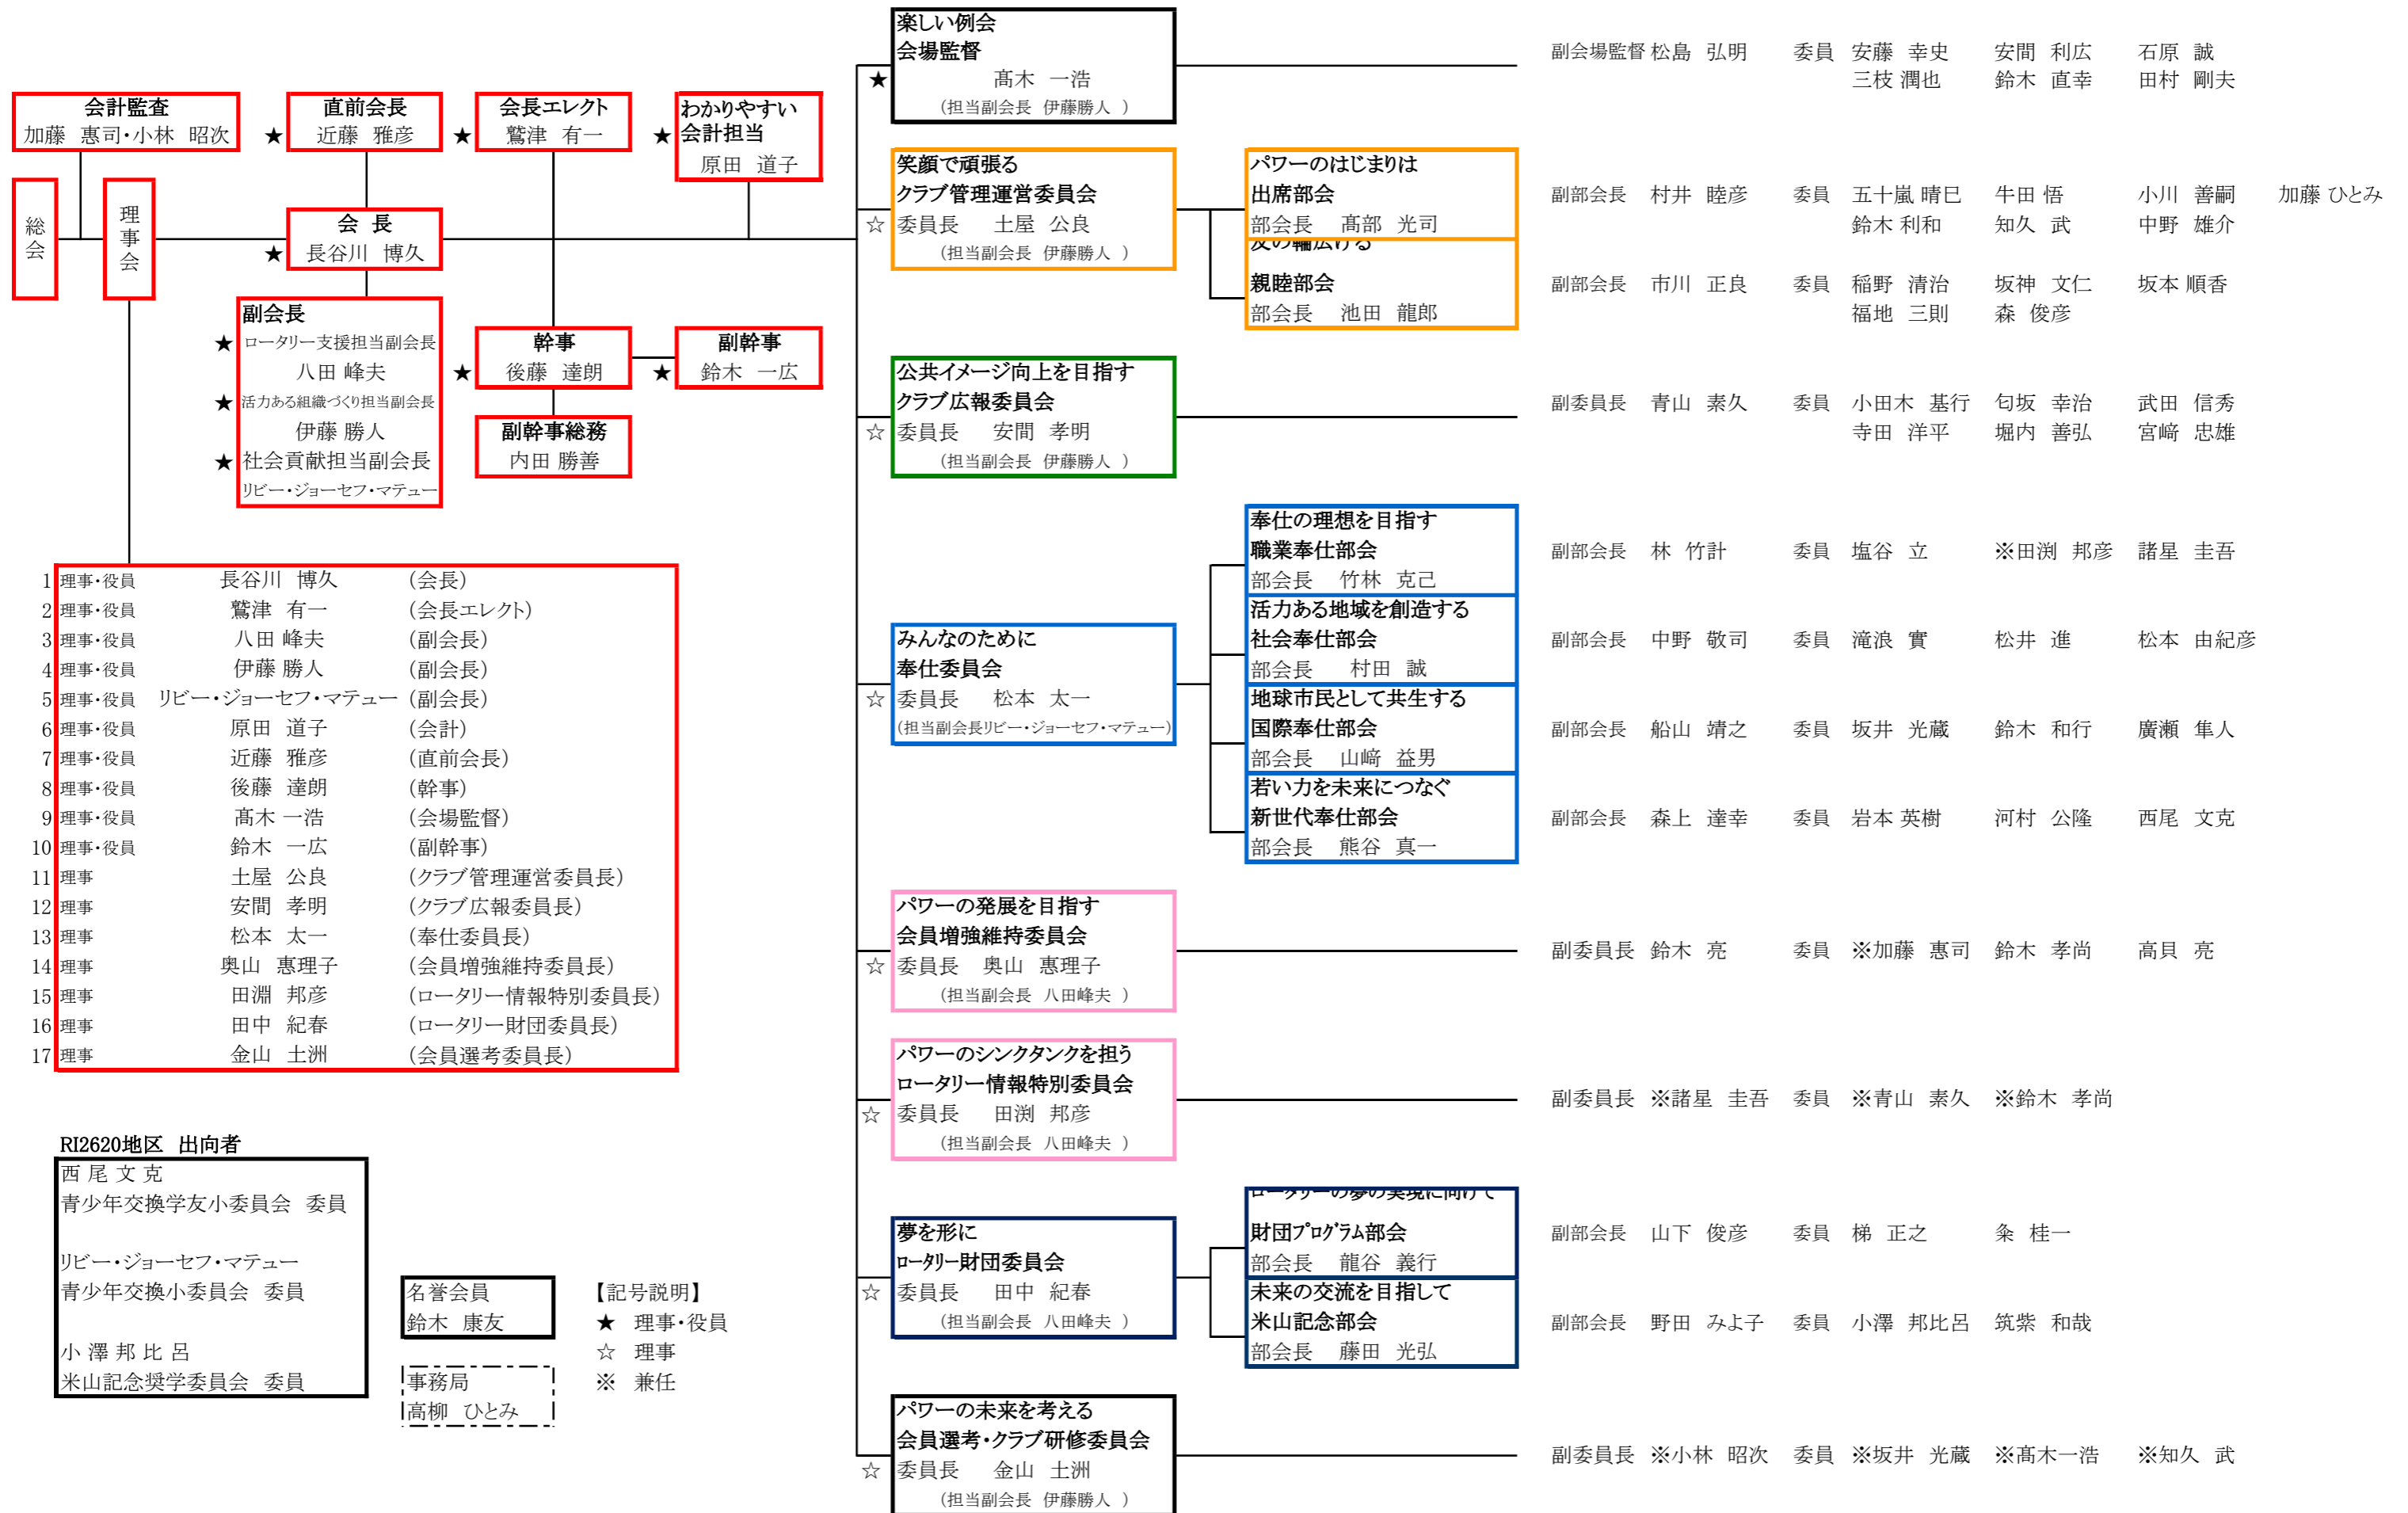 会計監査
加藤 惠司・小林 昭次
★
直前会長
近藤 雅彦
★
会長エレクト
鷲津 有一
★
わかりやすい
会計担当
原田 道子
総会
理事会
会 長
★
長谷川 博久
副会長
★ ロータリー支援担当副会長
八田 峰夫
★ 活力ある組織づくり担当副会長
伊藤 勝人
★ 社会貢献担当副会長
リビー・ジョーセフ・マテュー
幹事
★
後藤 達朗
副幹事
★
鈴木 一広
副幹事総務
内田 勝善
1 理事・役員 長谷川 博久 (会長)
2 理事・役員 鷲津 有一 (会長エレクト)
3 理事・役員 八田 峰夫 (副会長)
4 理事・役員 伊藤 勝人 (副会長)
5 理事・役員 リビー・ジョーセフ・マテュー (副会長)
6 理事・役員 原田 道子 (会計)
7 理事・役員 近藤 雅彦 (直前会長)
8 理事・役員 後藤 達朗 (幹事)
9 理事・役員 髙木 一浩 (会場監督)
10 理事・役員 鈴木 一広 (副幹事)
11 理事 土屋 公良 (クラブ管理運営委員長)
12 理事 安間 孝明 (クラブ広報委員長)
13 理事 松本 太一 (奉仕委員長)
14 理事 奥山 惠理子 (会員増強維持委員長)
15 理事 田淵 邦彦 (ロータリー情報特別委員長)
16 理事 田中 紀春 (ロータリー財団委員長)
17 理事 金山 土洲 (会員選考委員長)
RI2620地区 出向者
西 尾 文 克
青少年交換学友小委員会 委員
リビー・ジョーセフ・マテュー
青少年交換小委員会 委員
小 澤 邦 比 呂
米山記念奨学委員会 委員
名誉会員
鈴木 康友
事務局
高柳 ひとみ
【記号説明】
★ 理事・役員
☆ 理事
※ 兼任
楽しい例会
会場監督
★ 髙木 一浩
(担当副会長 伊藤勝人 )
副会場監督 松島 弘明 委員 安藤 幸史 安間 利広 石原 誠
三枝 潤也 鈴木 直幸 田村 剛夫
笑顔で頑張る
クラブ管理運営委員会
☆ 委員長 土屋 公良
(担当副会長 伊藤勝人 )
パワーのはじまりは
出席部会
部会長 髙部 光司
副部会長 村井 睦彦 委員 五十嵐 晴巳 牛田 悟 小川 善嗣 加藤 ひとみ
鈴木 利和 知久 武 中野 雄介
友の輪広げる
親睦部会
部会長 池田 龍郎
副部会長 市川 正良 委員 稲野 清治 坂神 文仁 坂本 順香
福地 三則 森 俊彦
公共イメージ向上を目指す
クラブ広報委員会
☆ 委員長 安間 孝明
(担当副会長 伊藤勝人 )
副委員長 青山 素久 委員 小田木 基行 匂坂 幸治 武田 信秀
寺田 洋平 堀内 善弘 宮﨑 忠雄
みんなのために
奉仕委員会
☆ 委員長 松本 太一
(担当副会長リビー・ジョーセフ・マテュー)
奉仕の理想を目指す
職業奉仕部会
部会長 竹林 克己
副部会長 林 竹計 委員 塩谷 立 ※田渕 邦彦 諸星 圭吾
活力ある地域を創造する
社会奉仕部会
部会長 村田 誠
副部会長 中野 敬司 委員 滝浪 實 松井 進 松本 由紀彦
地球市民として共生する
国際奉仕部会
部会長 山﨑 益男
副部会長 船山 靖之 委員 坂井 光蔵 鈴木 和行 廣瀬 隼人
若い力を未来につなぐ
新世代奉仕部会
部会長 熊谷 真一
副部会長 森上 達幸 委員 岩本 英樹 河村 公隆 西尾 文克
パワーの発展を目指す
会員増強維持委員会
☆ 委員長 奥山 惠理子
(担当副会長 八田峰夫 )
副委員長 鈴木 亮 委員 ※加藤 惠司 鈴木 孝尚 高貝 亮
パワーのシンクタンクを担う
ロータリー情報特別委員会
☆ 委員長 田渕 邦彦
(担当副会長 八田峰夫 )
副委員長 ※諸星 圭吾 委員 ※青山 素久 ※鈴木 孝尚
夢を形に
ロータリー財団委員会
☆ 委員長 田中 紀春
(担当副会長 八田峰夫 )
ロータリーの夢の実現に向けて
財団プログラム部会
部会長 龍谷 義行
副部会長 山下 俊彦 委員 梯 正之 粂 桂一
未来の交流を目指して
米山記念部会
部会長 藤田 光弘
副部会長 野田 みよ子 委員 小澤 邦比呂 筑紫 和哉
パワーの未来を考える
会員選考・クラブ研修委員会
☆ 委員長 金山 土洲
(担当副会長 伊藤勝人 )
副委員長 ※小林 昭次 委員 ※坂井 光蔵 ※髙木一浩 ※知久 武